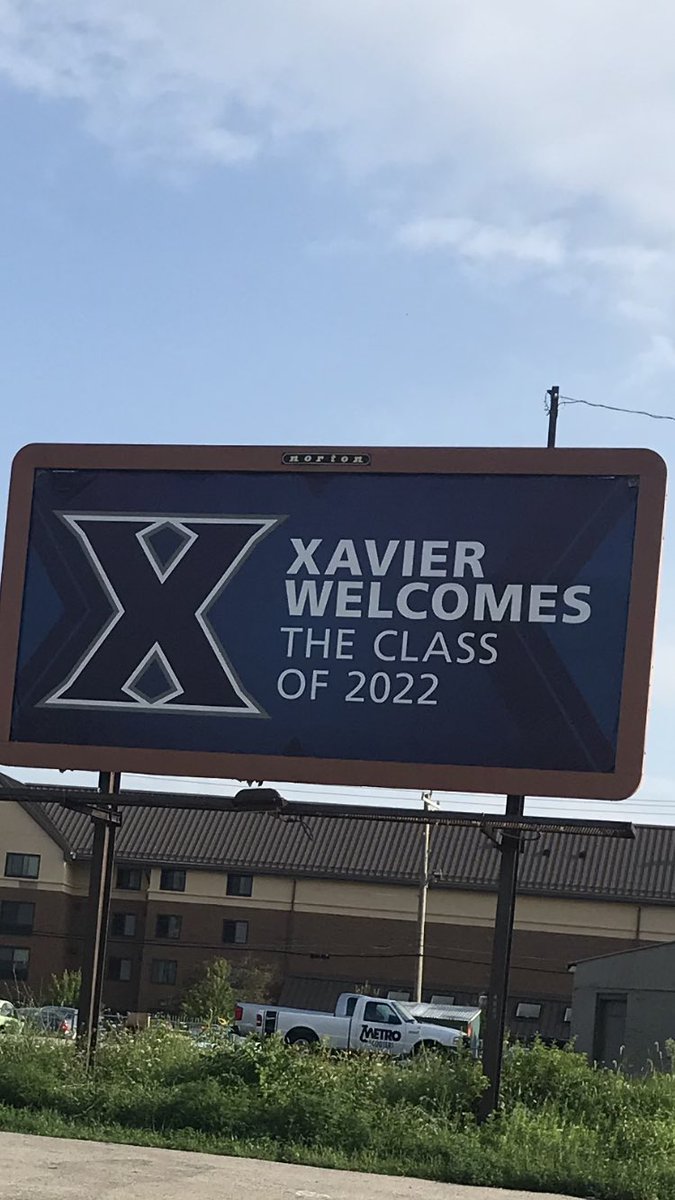 norton
X
XAVIER
WELCOMES
THE CLASS
OF 2022
METRO